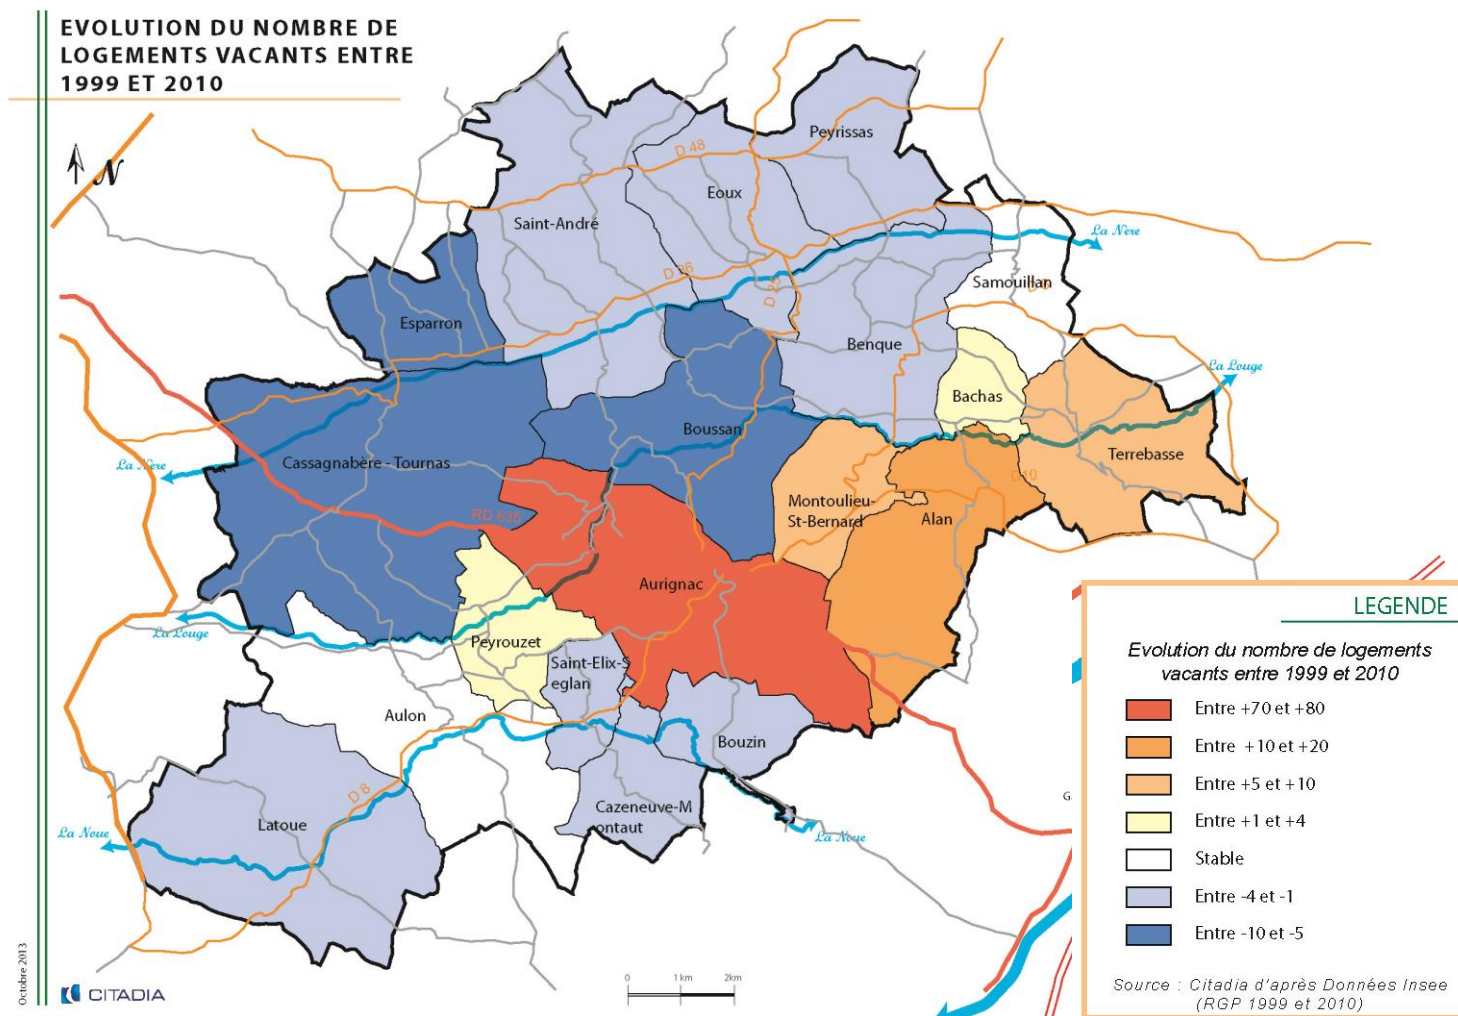 EVOLUTION DU NOMBRE DE
LOGEMENTS VACANTS ENTRE
1999 ET 2010
N
Peyrissas
D 48
Eoux
Saint-André
La Nère
D 26
D 25
Samouillan
Esparron
Benque
La Louge
Bachas
Boussan
Cassagnabère - Tournas
La Nère
Terrebasse
D10
Montoulieu-
St-Bernard
Alan
RD 635
Aurignac
La Louge
Peyrouzet
Saint-Elix-S
eglan
Aulon
Bouzin
D 8
Cazeneuve-M
ontaut
Latoue
La Noue
La Noue
LEGENDE
Evolution du nombre de logements
vacants entre 1999 et 2010
Entre +70 et +80
Entre +10 et +20
Entre +5 et +10
Entre +1 et +4
Stable
Entre -4 et -1
Entre -10 et -5
Source : Citadia d'après Données Insee
(RGP 1999 et 2010)
0 1km 2km
Octobre 2013
CITADIA